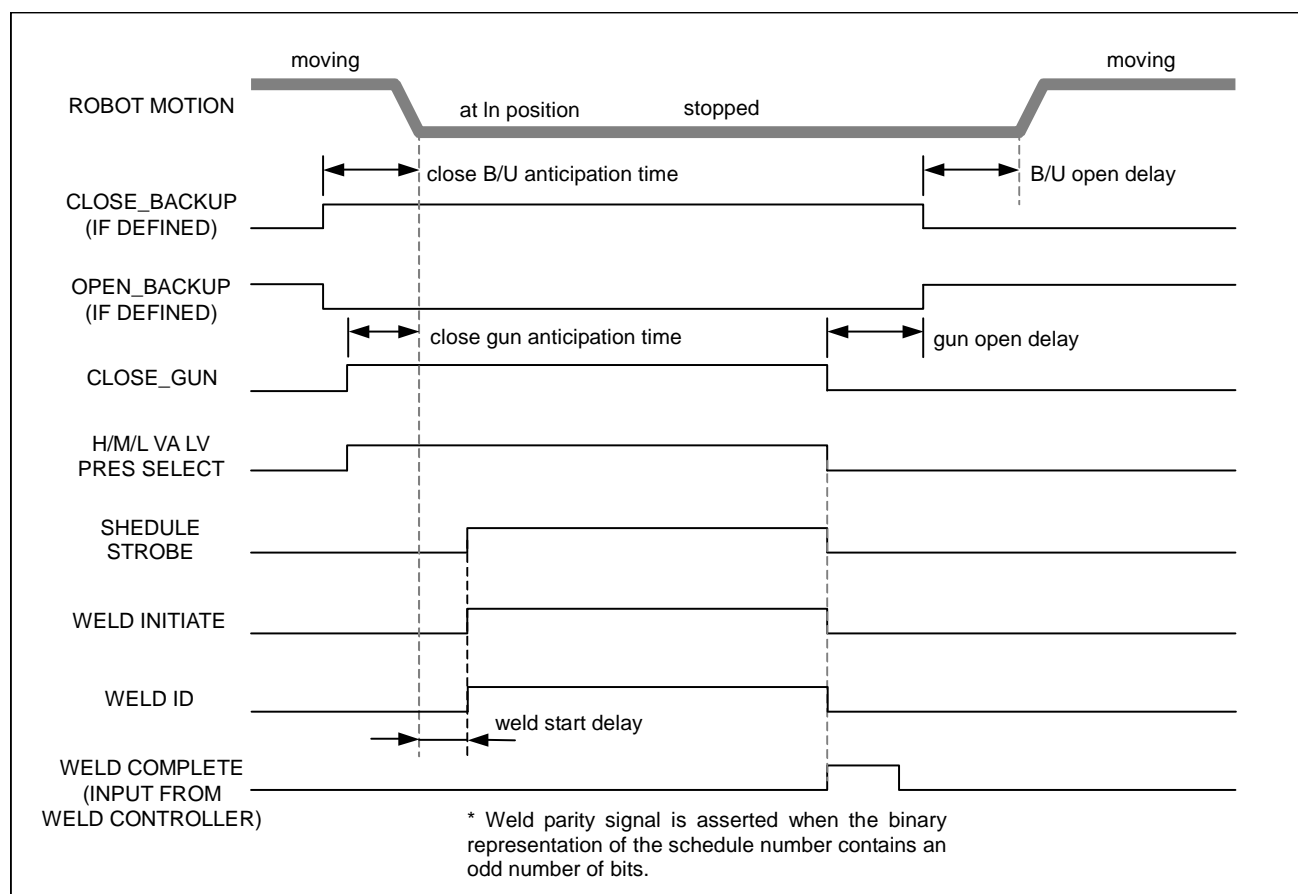 moving
moving
ROBOT MOTION
at In position
stopped
close B/U anticipation time
B/U open delay
CLOSE_BACKUP
(IF DEFINED)
OPEN_BACKUP
(IF DEFINED)
close gun anticipation time
gun open delay
CLOSE_GUN
H/M/L VA LV
PRES SELECT
SHEDULE
STROBE
WELD INITIATE
WELD ID
weld start delay
WELD COMPLETE
(INPUT FROM
WELD CONTROLLER)
* Weld parity signal is asserted when the binary
representation of the schedule number contains an
odd number of bits.